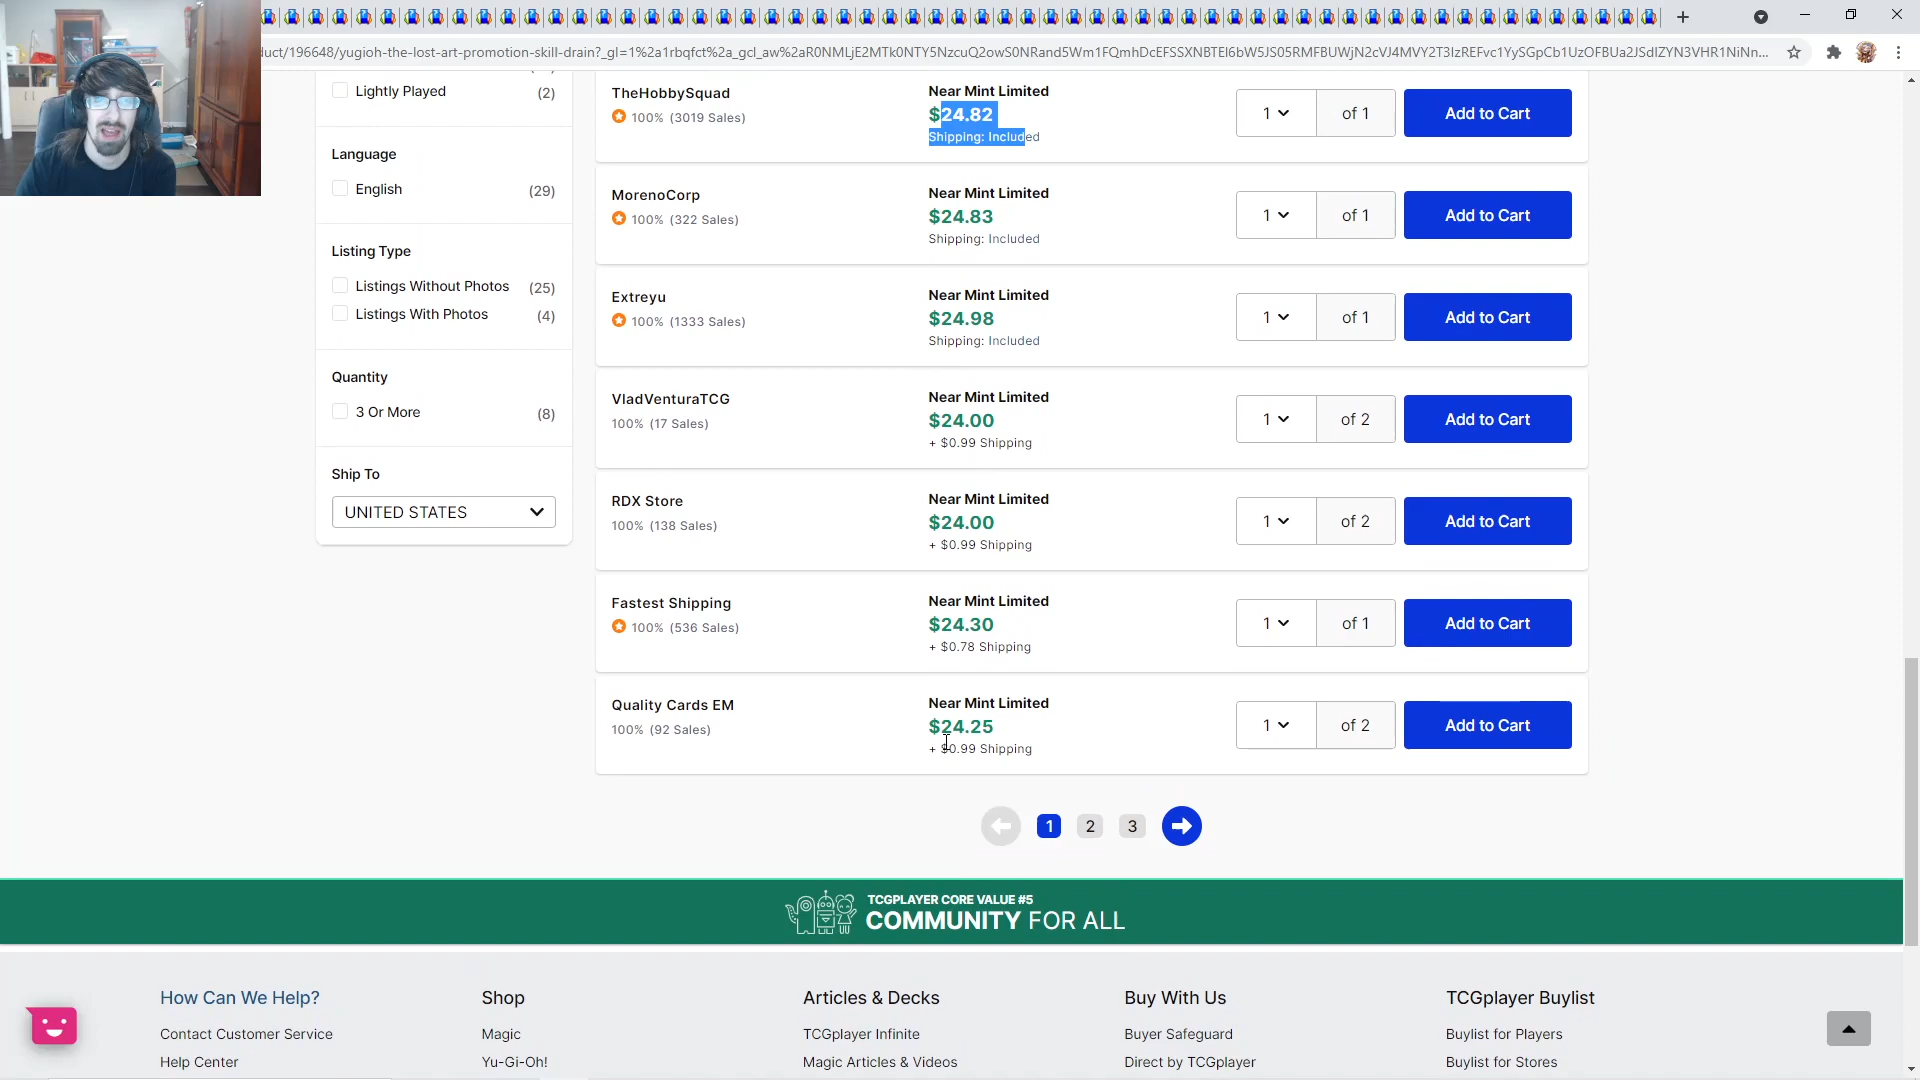 duct/196648/yugioh-the-lost-art-promotion-skill-drain?_gl=1%2a1rbqfct%2a_gcl_aw%2aR0NMLjE2MTk0NTY5NzcuQ2owS0NRand5Wm1FQmhDcEFSSXNBTEl6bW5JS05RMFBUWjN2cVJ4MVY2T3IzREFvc1YySGpCb1UzOFBUa2JSdlZYN3VHR1NiNn...
Lightly Played (2)
Language
English (29)
Listing Type
Listings Without Photos (25)
Listings With Photos (4)
Quantity
3 Or More (8)
Ship To
UNITED STATES
TheHobbySquad
100% (3019 Sales)
Near Mint Limited
$24.82
Shipping: Included
1 of 1
Add to Cart
MorenoCorp
100% (322 Sales)
Near Mint Limited
$24.83
Shipping: Included
1 of 1
Add to Cart
Extreyu
100% (1333 Sales)
Near Mint Limited
$24.98
Shipping: Included
1 of 1
Add to Cart
VladVenturaTCG
100% (17 Sales)
Near Mint Limited
$24.00
+ $0.99 Shipping
1 of 2
Add to Cart
RDX Store
100% (138 Sales)
Near Mint Limited
$24.00
+ $0.99 Shipping
1 of 2
Add to Cart
Fastest Shipping
100% (536 Sales)
Near Mint Limited
$24.30
+ $0.78 Shipping
1 of 1
Add to Cart
Quality Cards EM
100% (92 Sales)
Near Mint Limited
$24.25
+ $0.99 Shipping
1 of 2
Add to Cart
1 2 3
TCGPLAYER CORE VALUE #5
COMMUNITY FOR ALL
How Can We Help?
Contact Customer Service
Help Center
Shop
Magic
Yu-Gi-Oh!
Articles & Decks
TCGplayer Infinite
Magic Articles & Videos
Buy With Us
Buyer Safeguard
Direct by TCGplayer
TCGplayer Buylist
Buylist for Players
Buylist for Stores